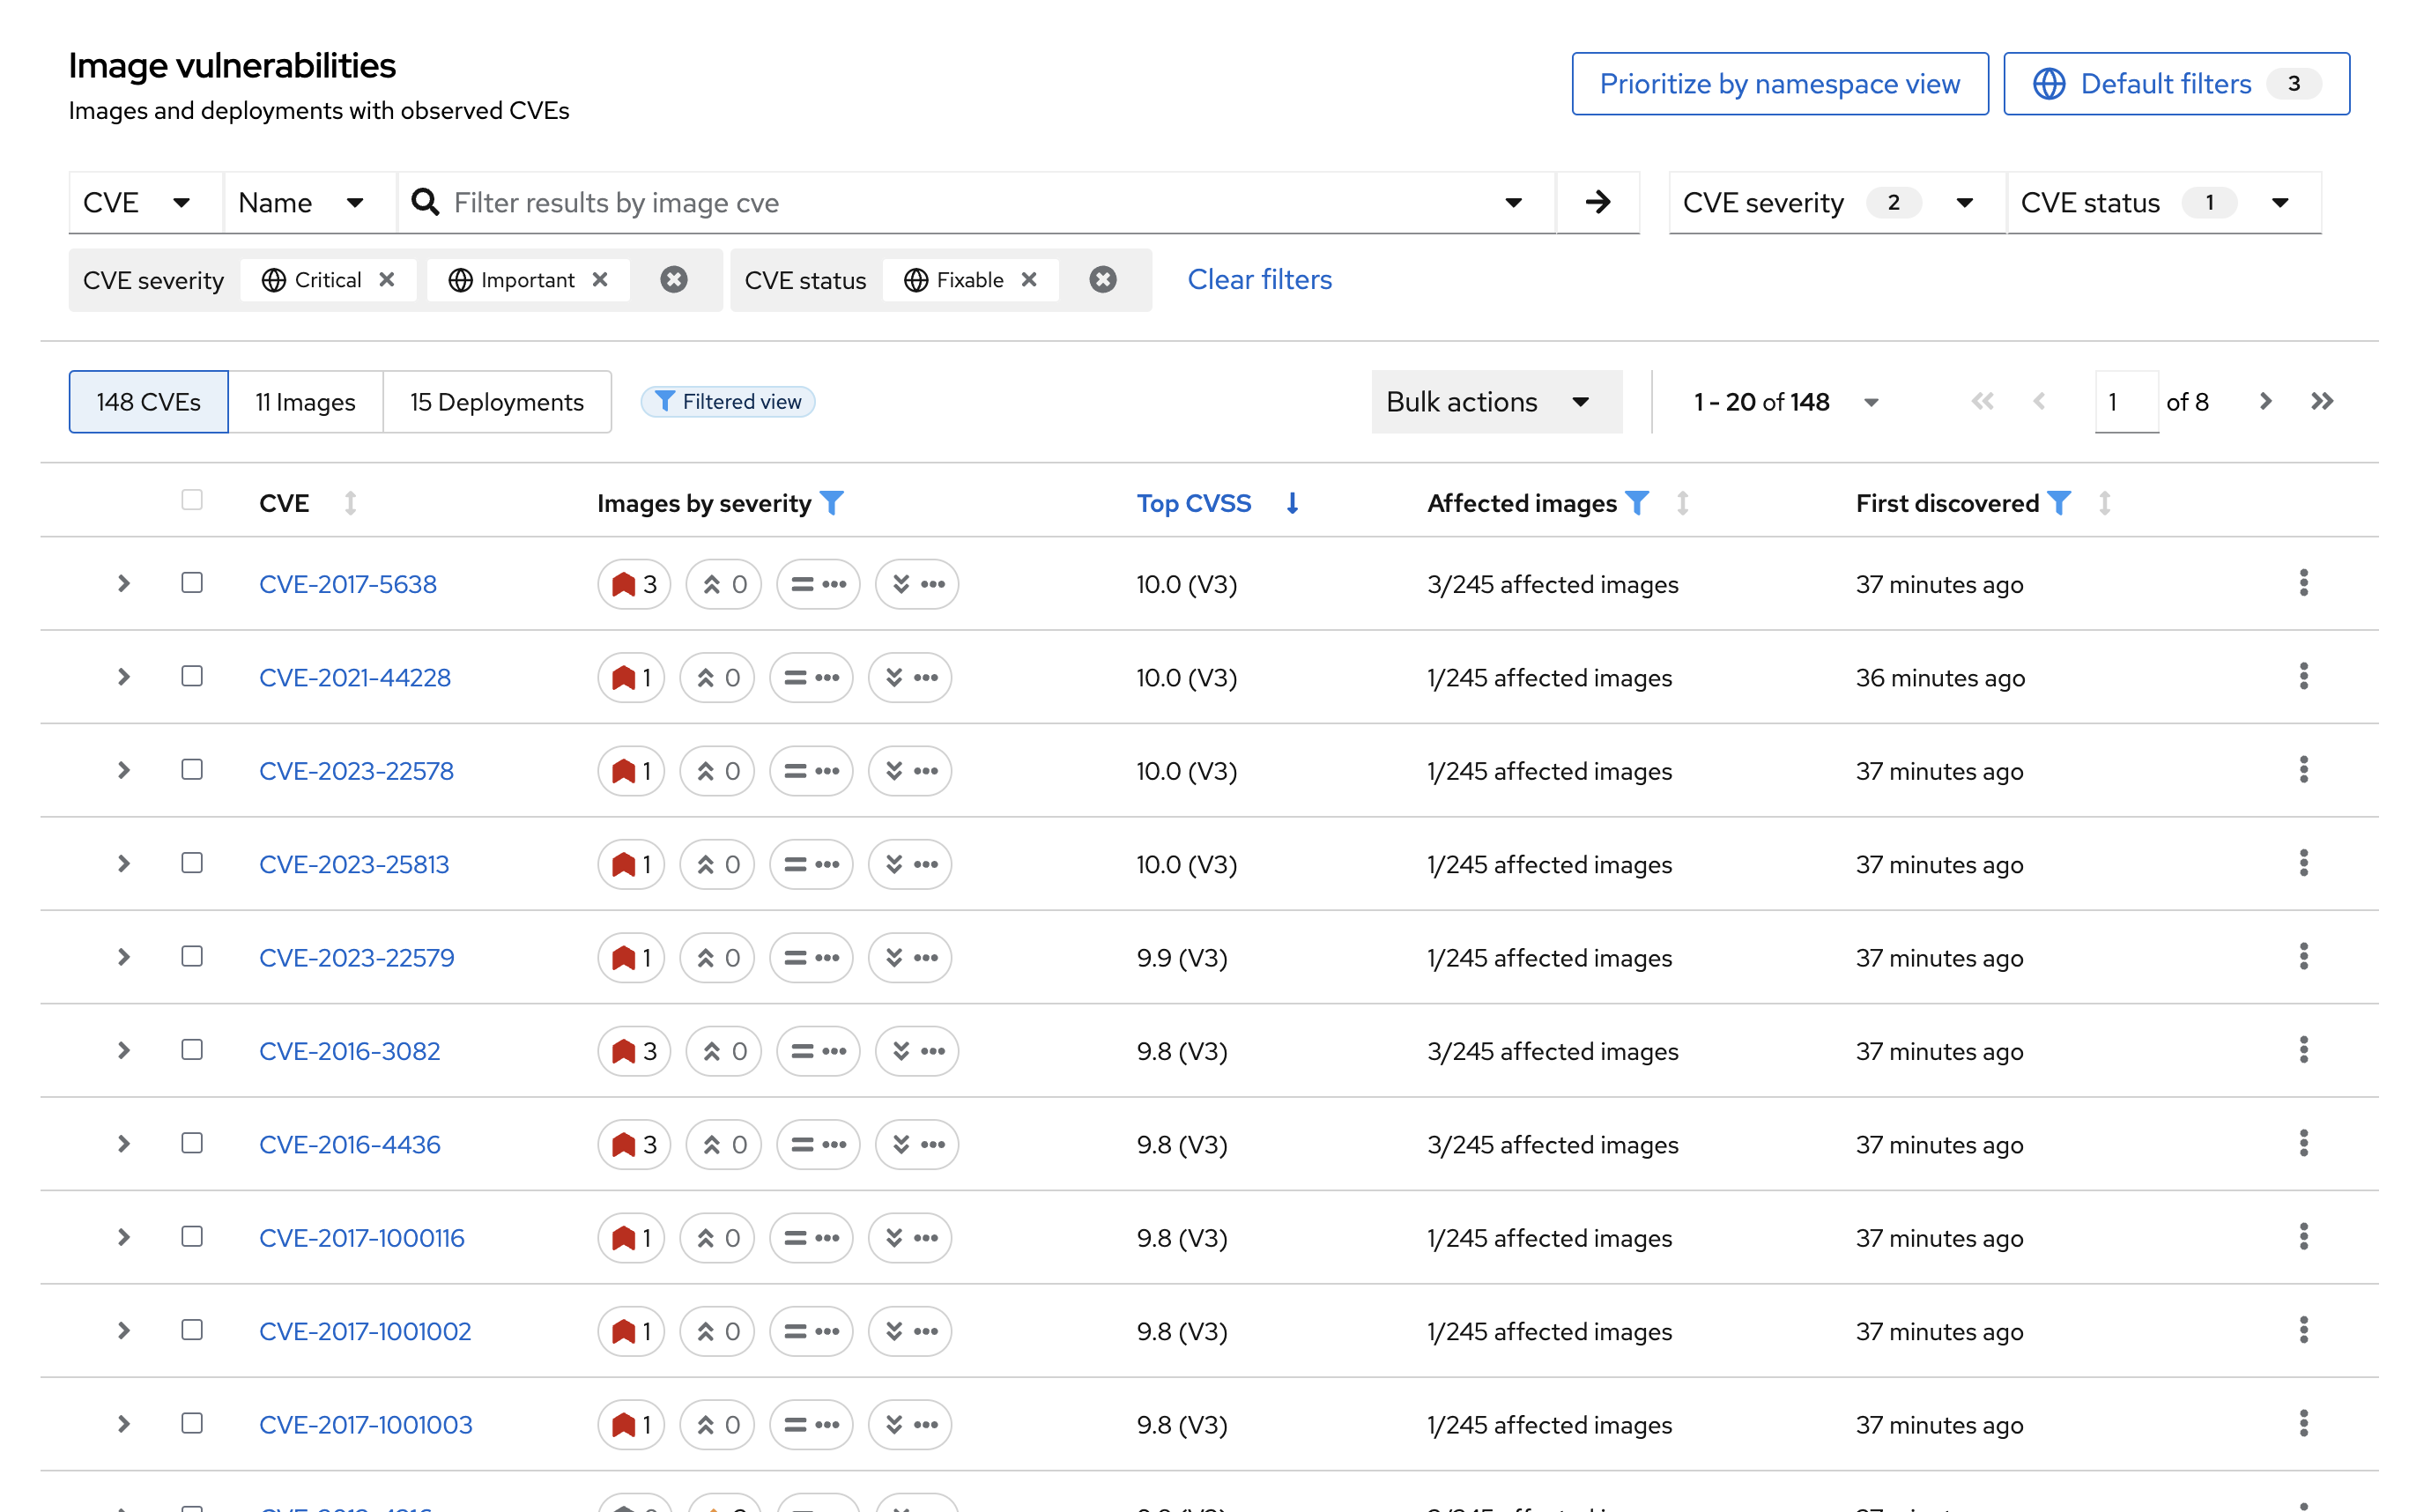 Image vulnerabilities
Images and deployments with observed CVEs
Prioritize by namespace view
Default filters 3
CVE Name Filter results by image cve CVE severity 2 CVE status 1
CVE severity Critical Important CVE status Fixable Clear filters
148 CVEs 11 Images 15 Deployments Filtered view Bulk actions 1 - 20 of 148 1 of 8
CVE Images by severity Top CVSS Affected images First discovered
CVE-2017-5638 3 0 10.0 (V3) 3/245 affected images 37 minutes ago
CVE-2021-44228 1 0 10.0 (V3) 1/245 affected images 36 minutes ago
CVE-2023-22578 1 0 10.0 (V3) 1/245 affected images 37 minutes ago
CVE-2023-25813 1 0 10.0 (V3) 1/245 affected images 37 minutes ago
CVE-2023-22579 1 0 9.9 (V3) 1/245 affected images 37 minutes ago
CVE-2016-3082 3 0 9.8 (V3) 3/245 affected images 37 minutes ago
CVE-2016-4436 3 0 9.8 (V3) 3/245 affected images 37 minutes ago
CVE-2017-1000116 1 0 9.8 (V3) 1/245 affected images 37 minutes ago
CVE-2017-1001002 1 0 9.8 (V3) 1/245 affected images 37 minutes ago
CVE-2017-1001003 1 0 9.8 (V3) 1/245 affected images 37 minutes ago